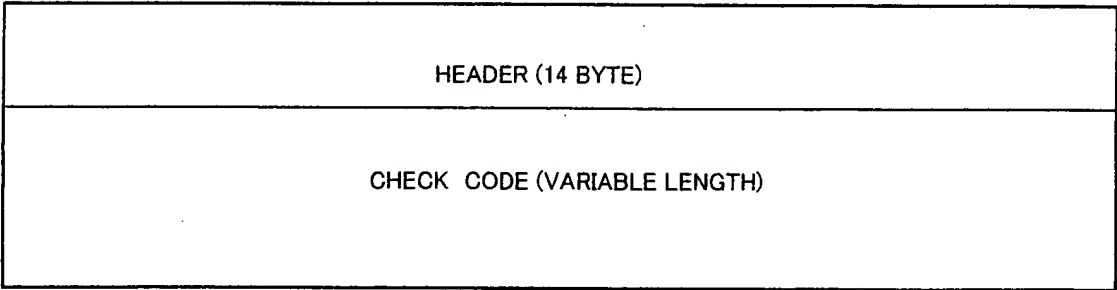 HEADER (14 BYTE)
CHECK CODE (VARIABLE LENGTH)